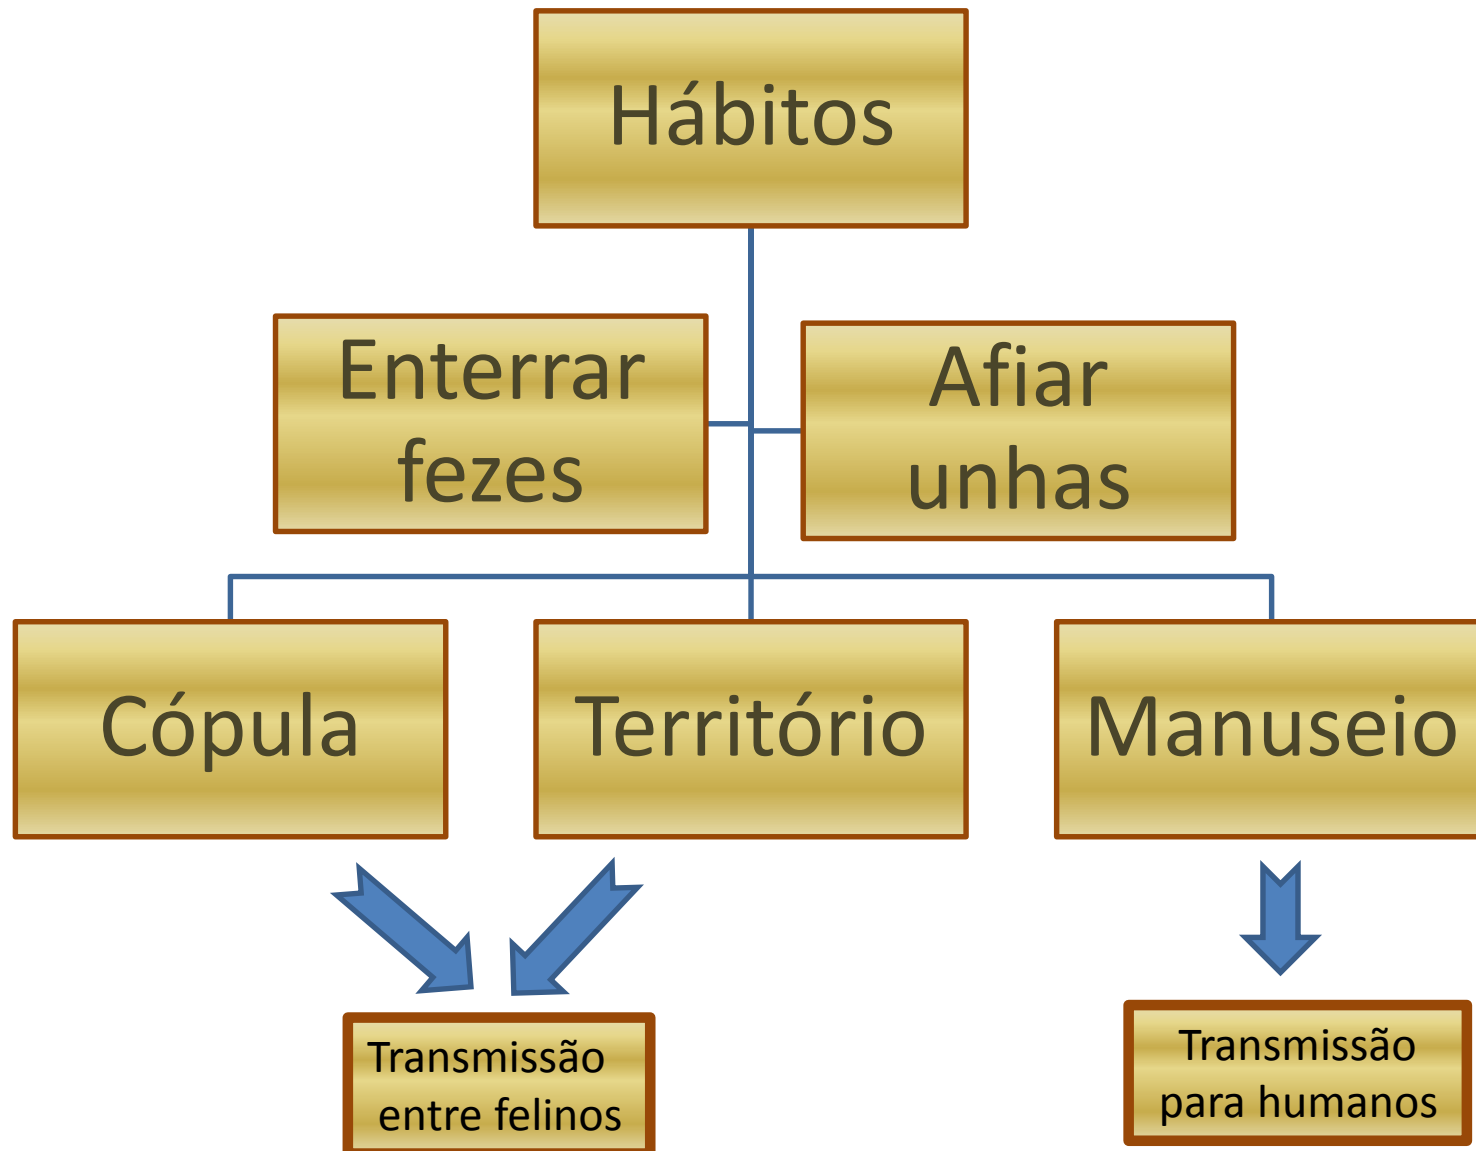 Hábitos
Enterrar
fezes
Afiar
unhas
Cópula
Território
Manuseio
Transmissão
entre felinos
Transmissão
para humanos